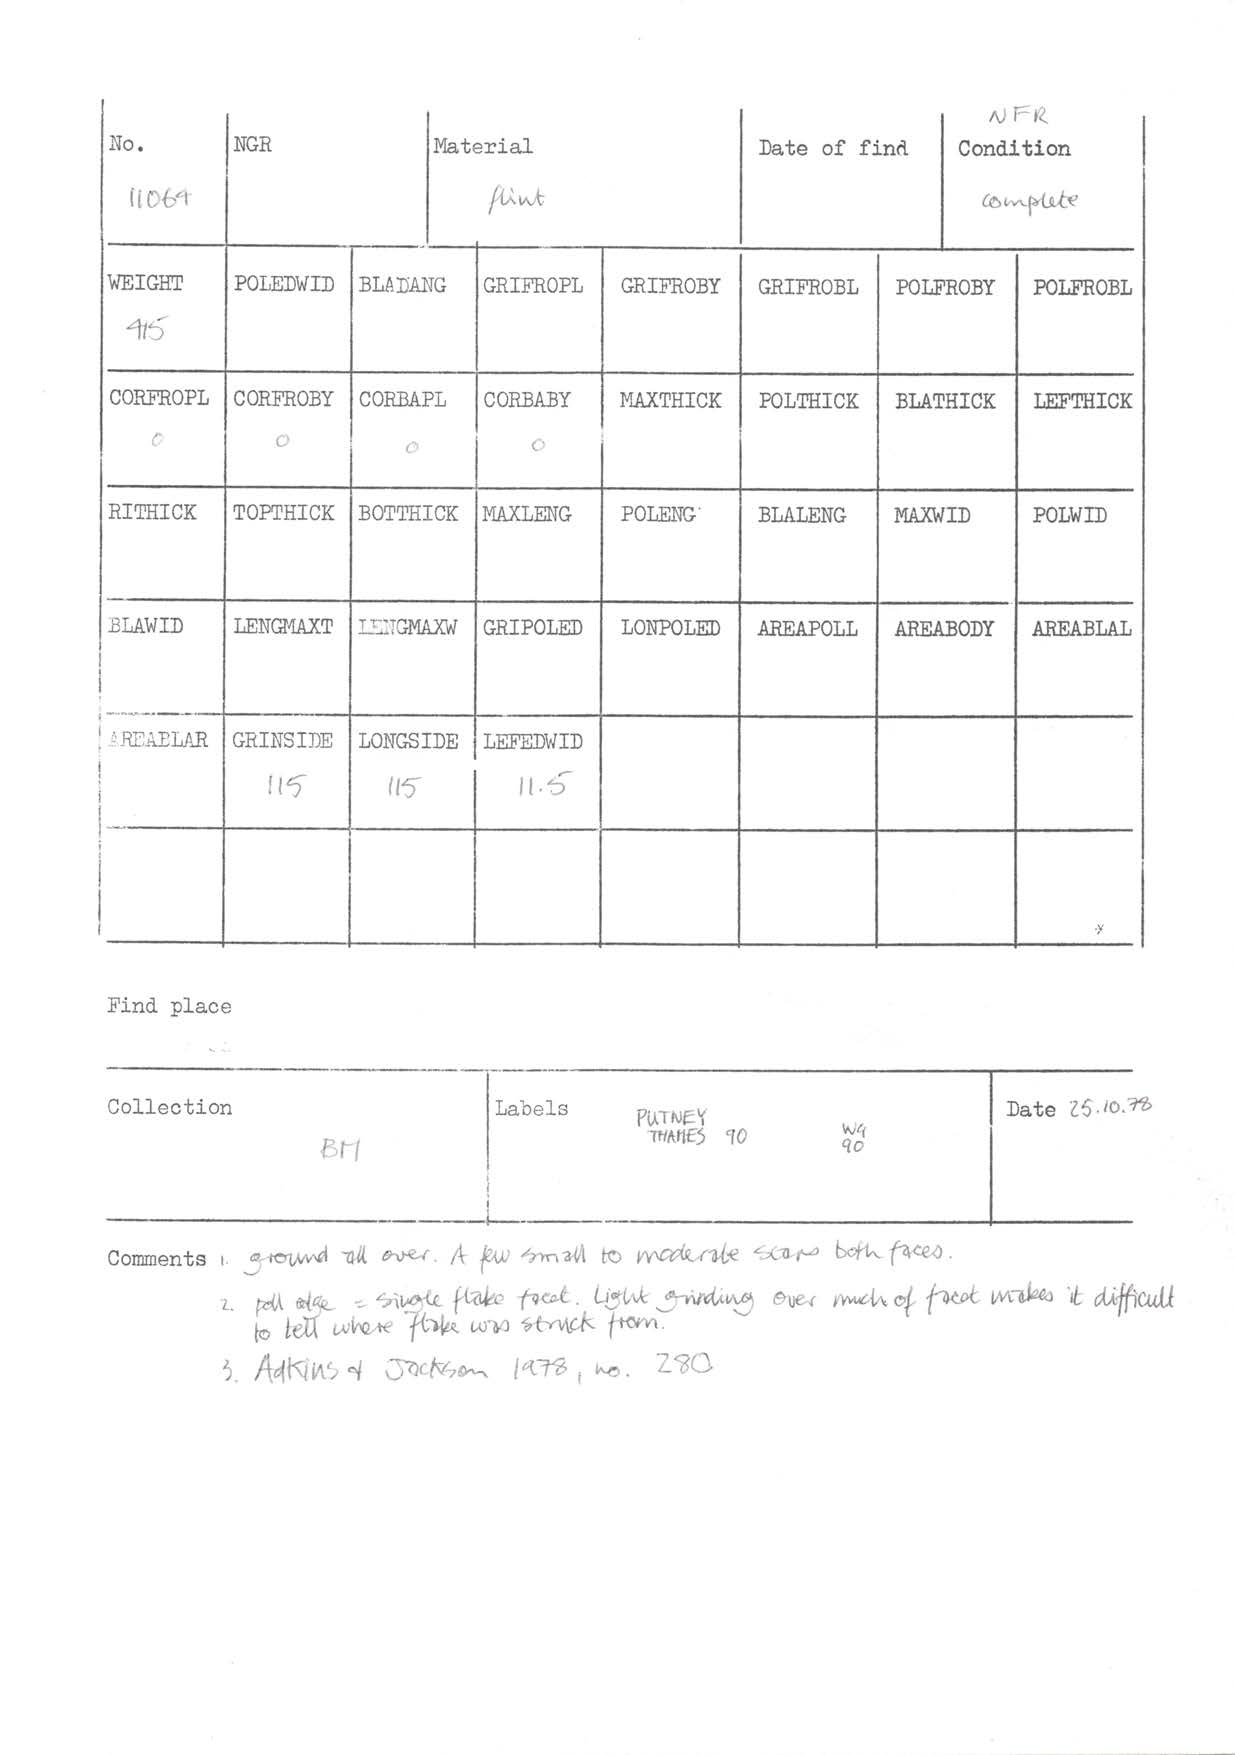 NFR
No. NGR Material Date of find Condition
11064 flint complete
WEIGHT POLEDWID BLADANG GRIFROPL GRIFROBY GRIFROBL POLFROBY POLFROBL
415
CORFROPL CORFROBY CORBAPL CORBABY MAXTHICK POLTHICK BLATHICK LEFTHICK
0 0 0 0
RITHICK TOPTHICK BOTTHICK MAXLENG POLENG BLALENG MAXWID POLWID
BLAWID LENGMAXT LENGMAXW GRIPOLED LONPOLED AREAPOLL AREABODY AREABLAL
AREABLAR GRINSIDE LONGSIDE LEFEDWID
115 115 11.5
Find place
Collection Labels Date 25.10.78
PUTNEY
THAMES 90 WG
BM 90
Comments 1. ground all over. A few small to moderate scars both faces.
2. poll edge = single flake facet. Light grinding over much of facet makes it difficult
to tell where flake was struck from.
3. Adkins & Jackson 1978, no. 280